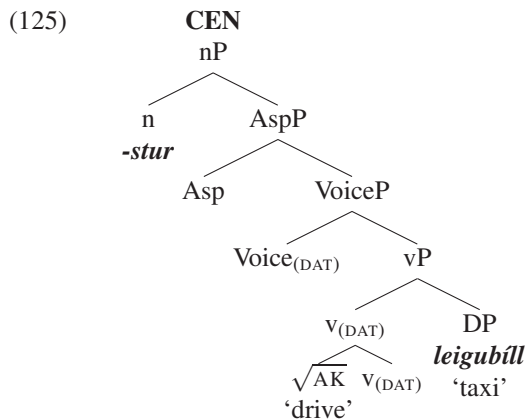 (125) CEN
nP
n AspP
-stur
Asp VoiceP
Voice(DAT) vP
v(DAT) DP
leigubíll
√AK v(DAT) ‘taxi’
‘drive’